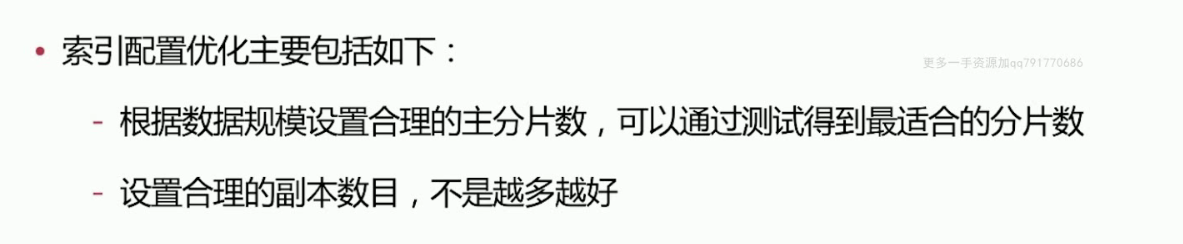 • 索引配置优化主要包括如下：
更多一手资源加qq791770686
- 根据数据规模设置合理的主分片数，可以通过测试得到最适合的分片数
- 设置合理的副本数目，不是越多越好